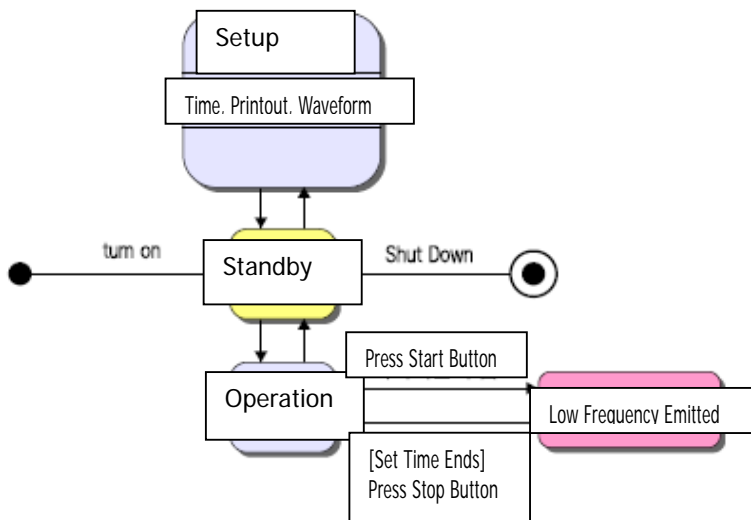 Setup
Time. Printout. Waveform
turn on
Standby
Shut Down
Press Start Button
Operation
Low Frequency Emitted
[Set Time Ends]
Press Stop Button